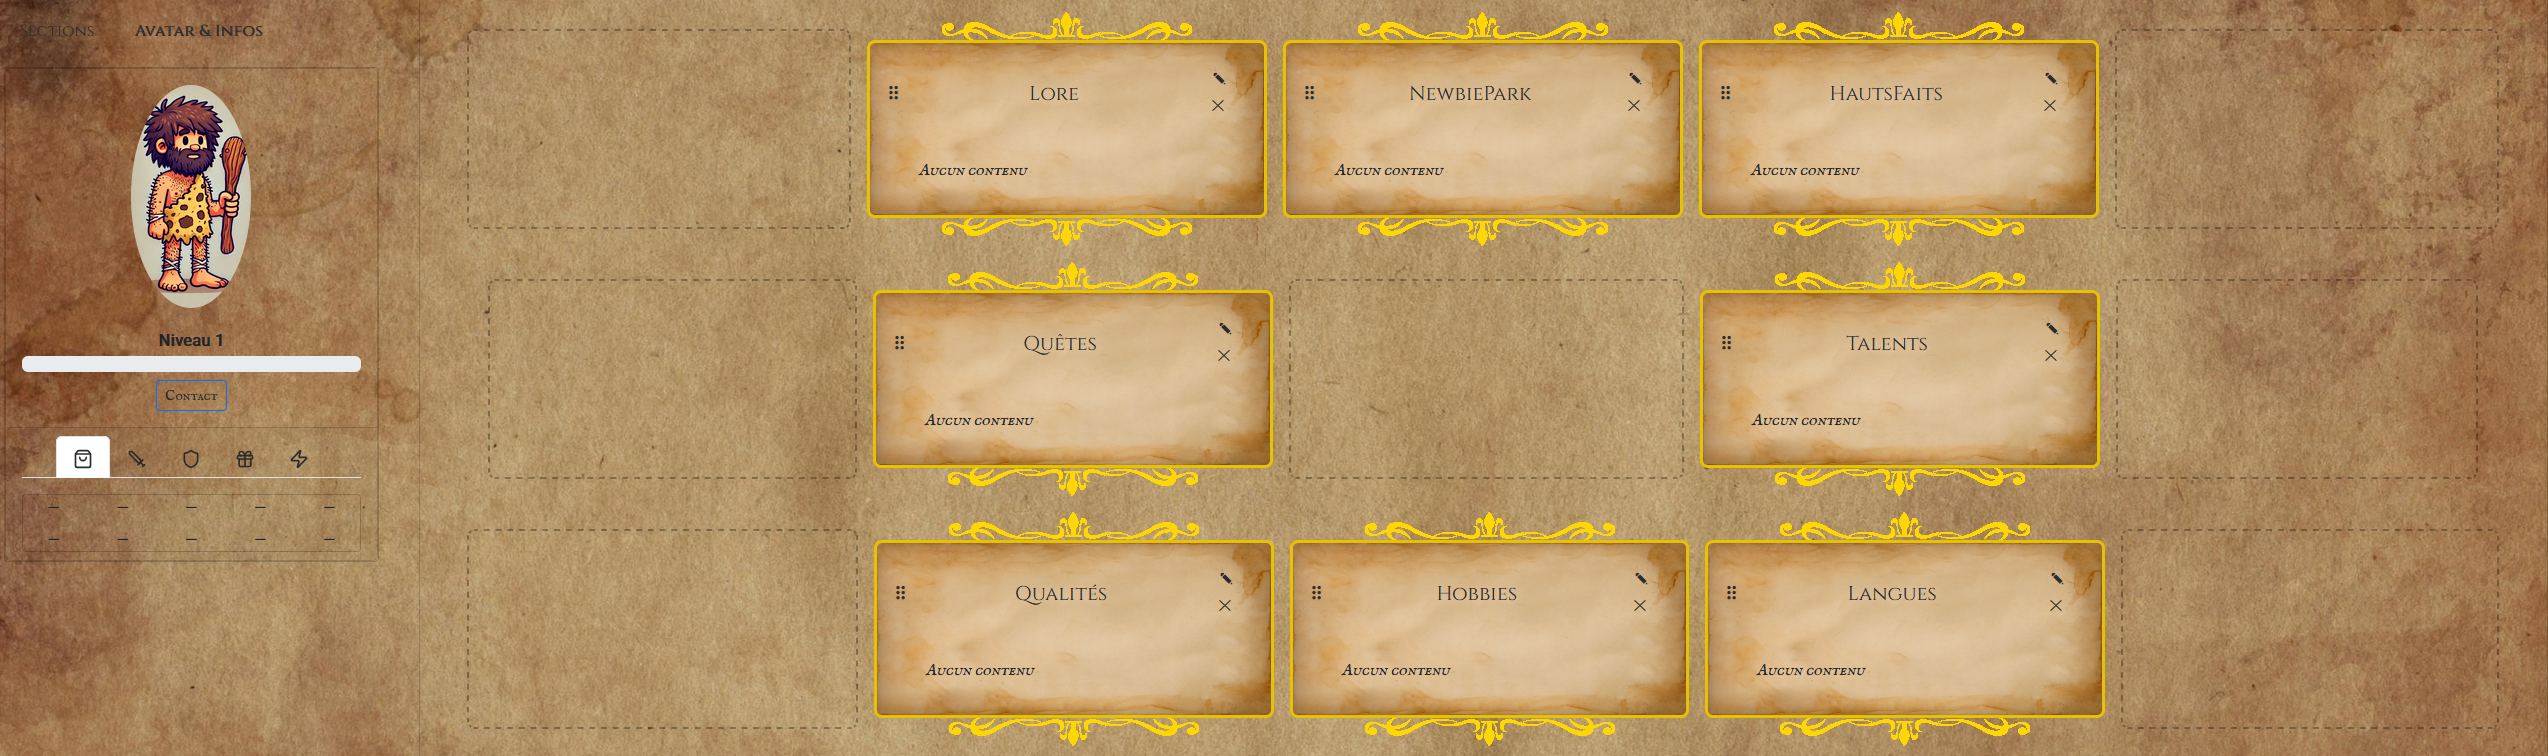 Sections
Avatar & Infos
Niveau 1
Contact
Lore
Aucun contenu
NewbiePark
Aucun contenu
HautsFaits
Aucun contenu
Quêtes
Aucun contenu
Talents
Aucun contenu
Qualités
Aucun contenu
Hobbies
Aucun contenu
Langues
Aucun contenu